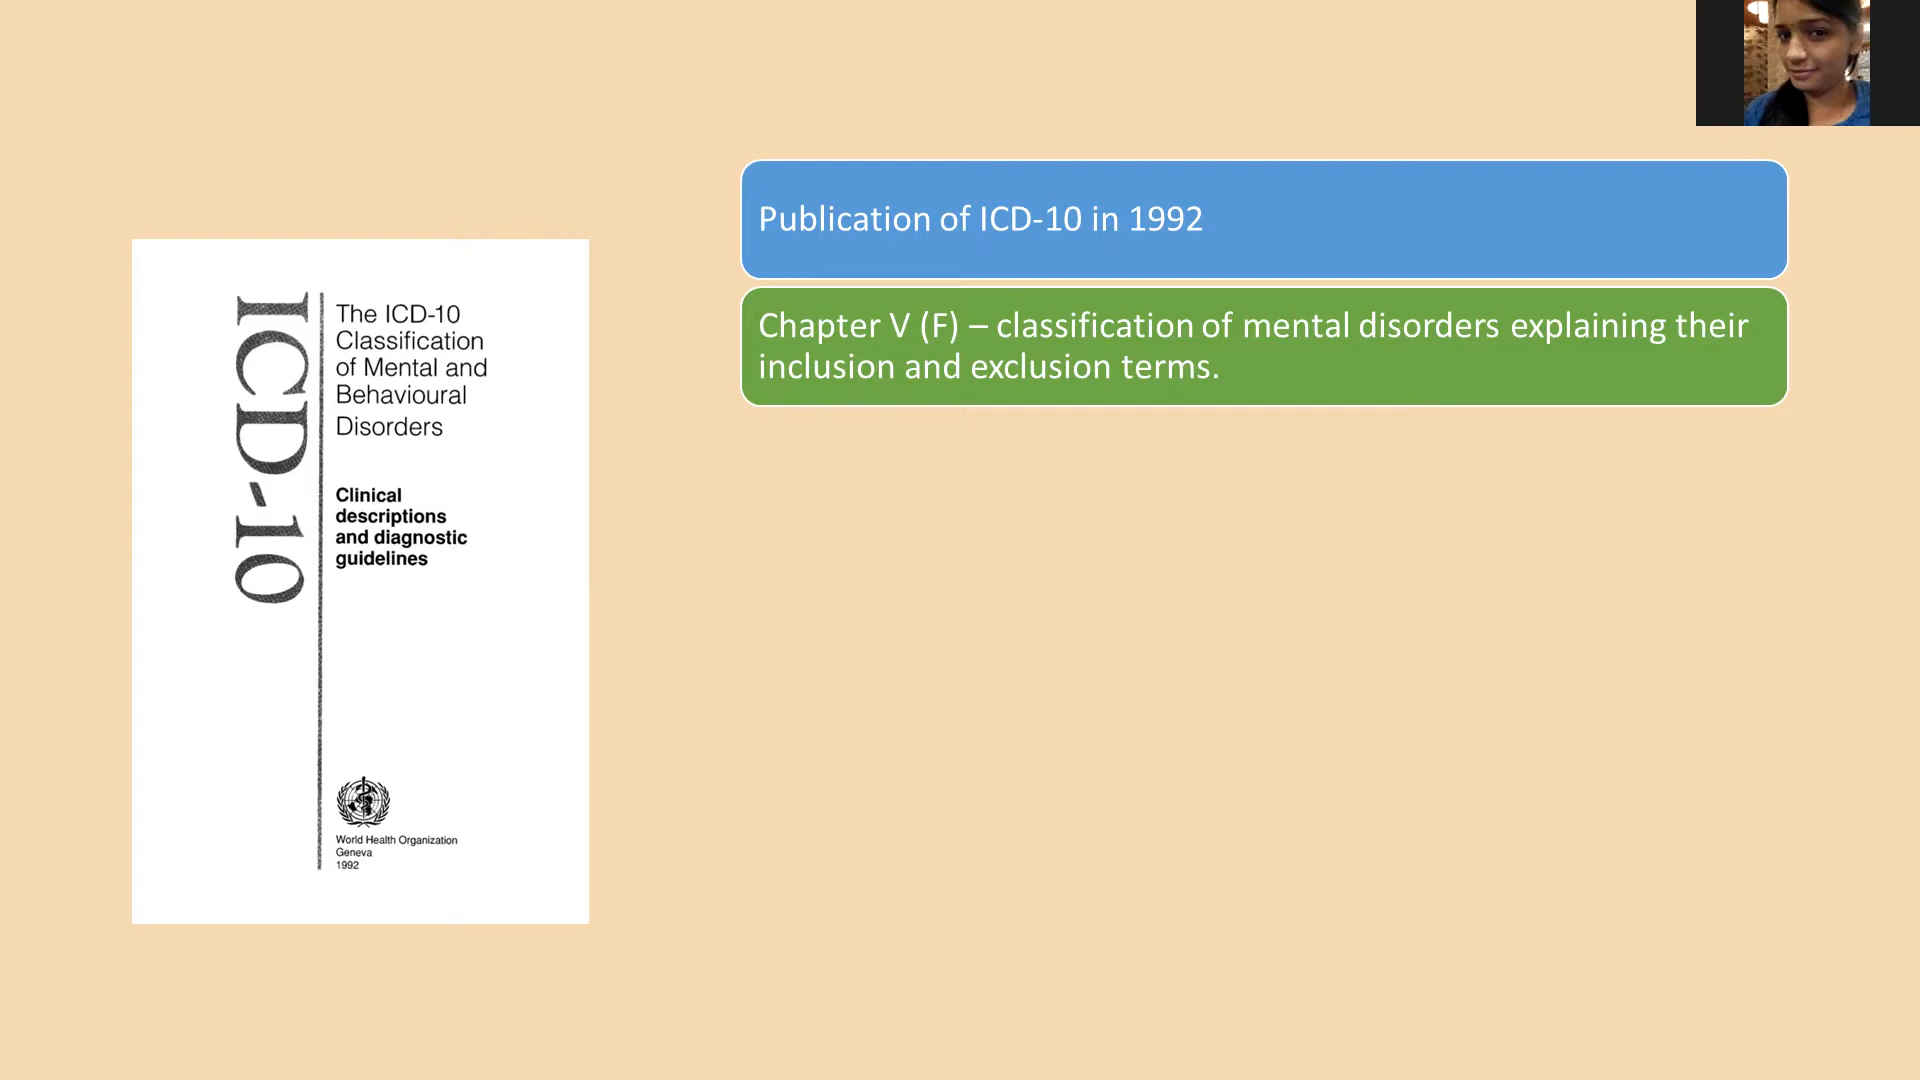 Publication of ICD-10 in 1992
Chapter V (F) – classification of mental disorders explaining their
inclusion and exclusion terms.
ICD-10
The ICD-10
Classification
of Mental and
Behavioural
Disorders
Clinical
descriptions
and diagnostic
guidelines
World Health Organization
Geneva
1992